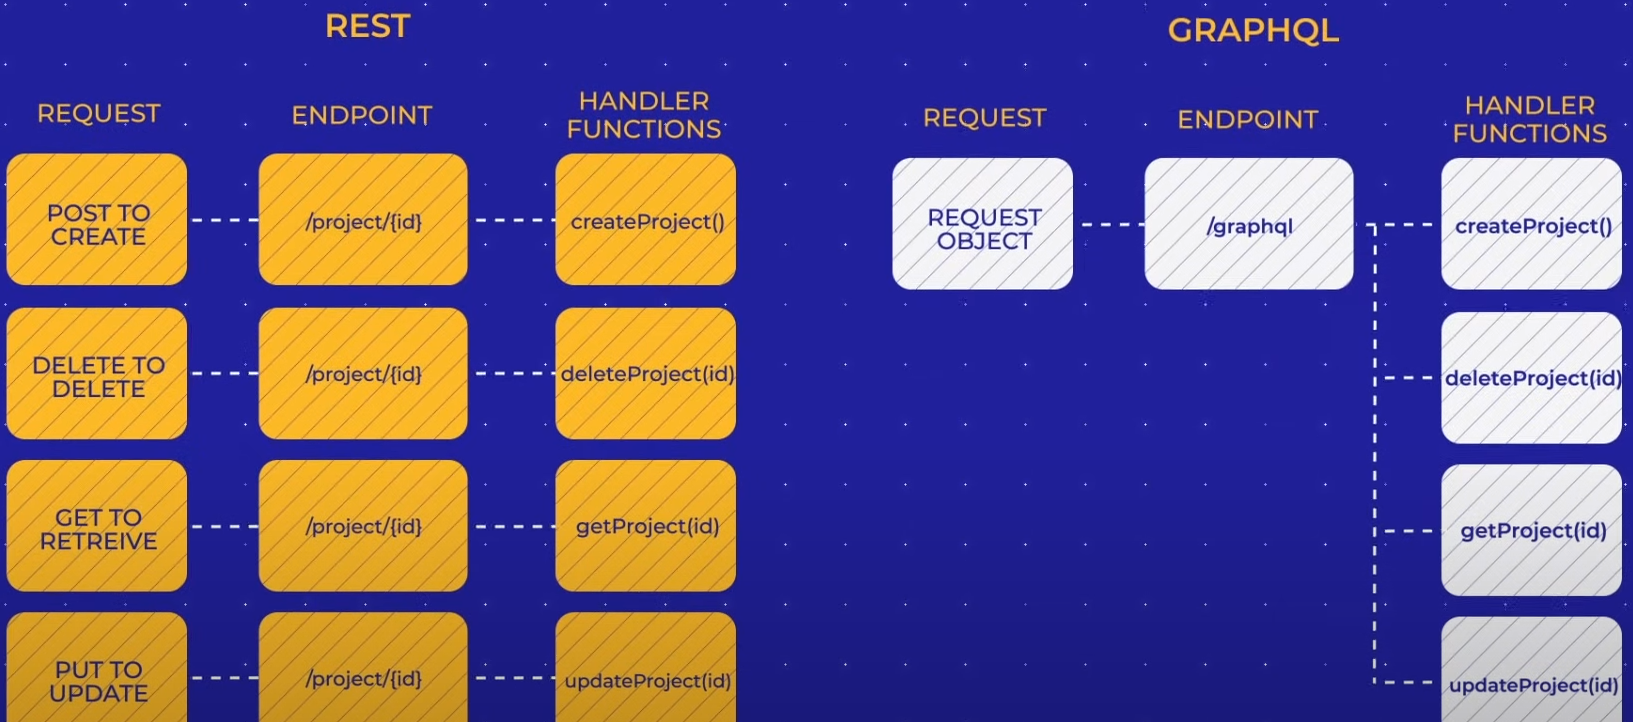 REST
REQUEST
ENDPOINT
HANDLER
FUNCTIONS
POST TO
CREATE
/project/{id}
createProject()
DELETE TO
DELETE
/project/{id}
deleteProject(id)
GET TO
RETREIVE
/project/{id}
getProject(id)
PUT TO
UPDATE
/project/{id}
updateProject(id)
GRAPHQL
REQUEST
ENDPOINT
HANDLER
FUNCTIONS
REQUEST
OBJECT
/graphql
createProject()
deleteProject(id)
getProject(id)
updateProject(id)